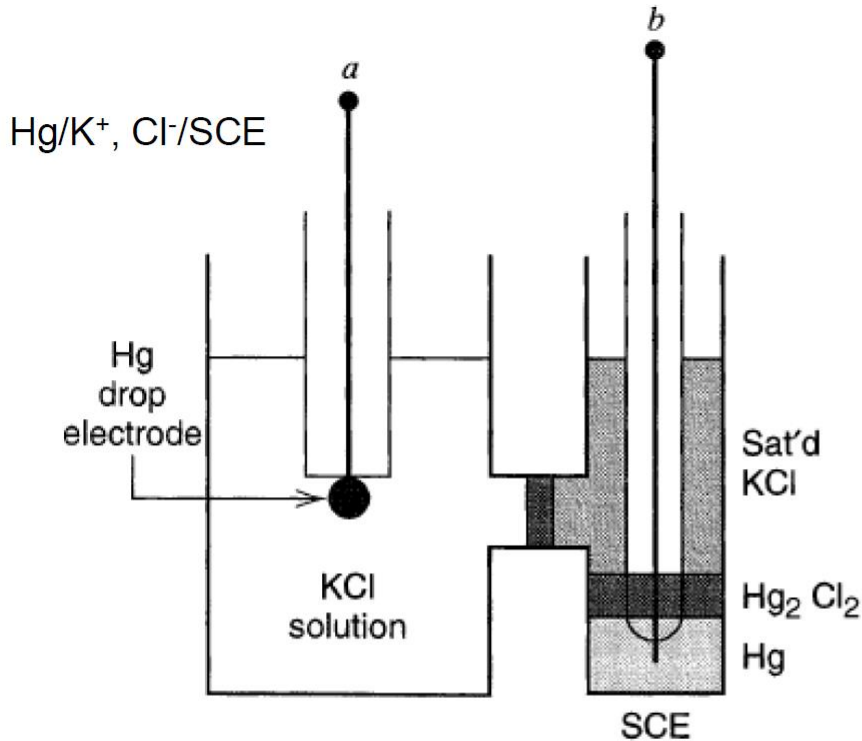 a
b
Hg/K⁺, Cl⁻/SCE
Hg
drop
electrode
Sat'd
KCl
KCl
solution
Hg₂ Cl₂
Hg
SCE